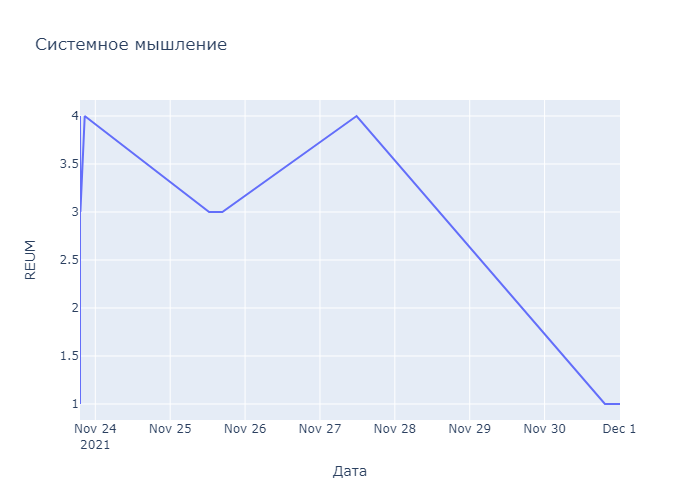 Системное мышление
4
3.5
3
2.5
2
1.5
1
REUM
Nov 24
2021
Nov 25
Nov 26
Nov 27
Nov 28
Nov 29
Nov 30
Dec 1
Дата